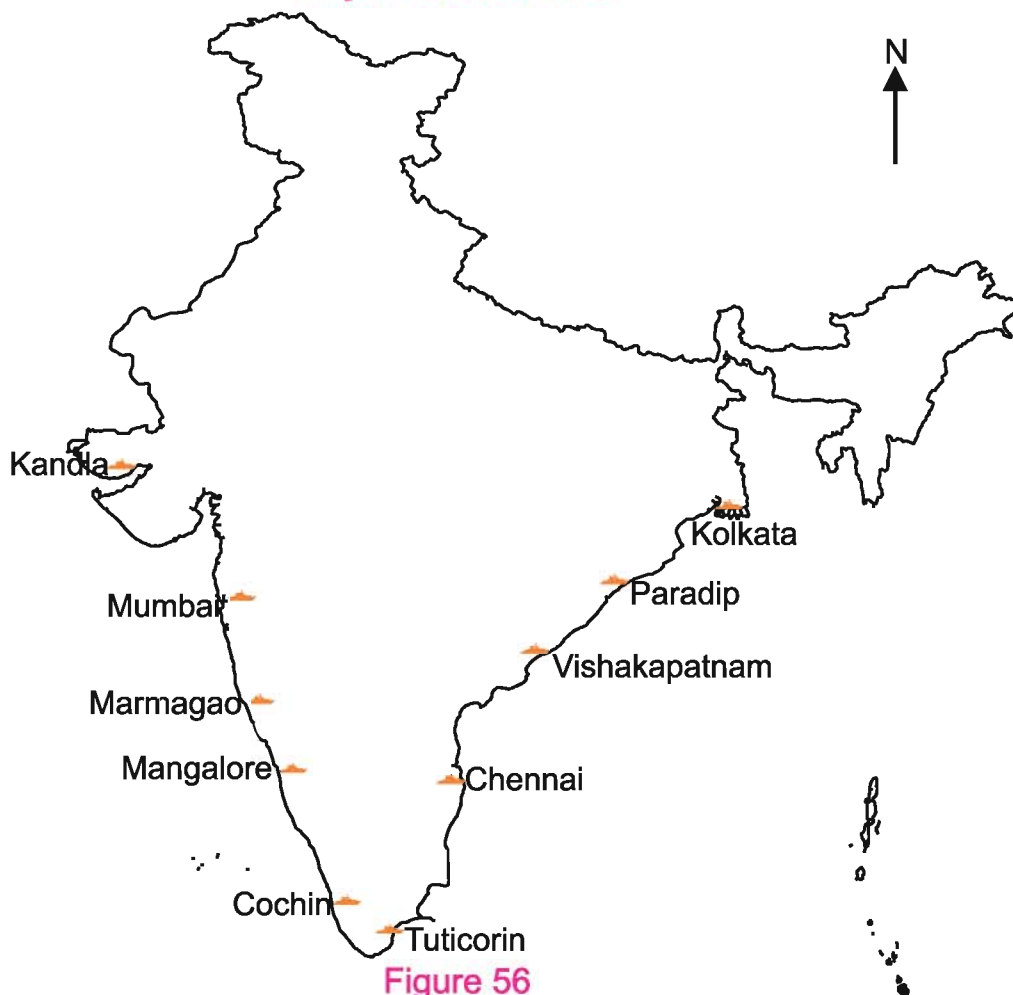 N
Kandla
Kolkata
Paradip
Mumbai
Vishakapatnam
Marmagao
Mangalore
Chennai
Cochin
Tuticorin
Figure 56